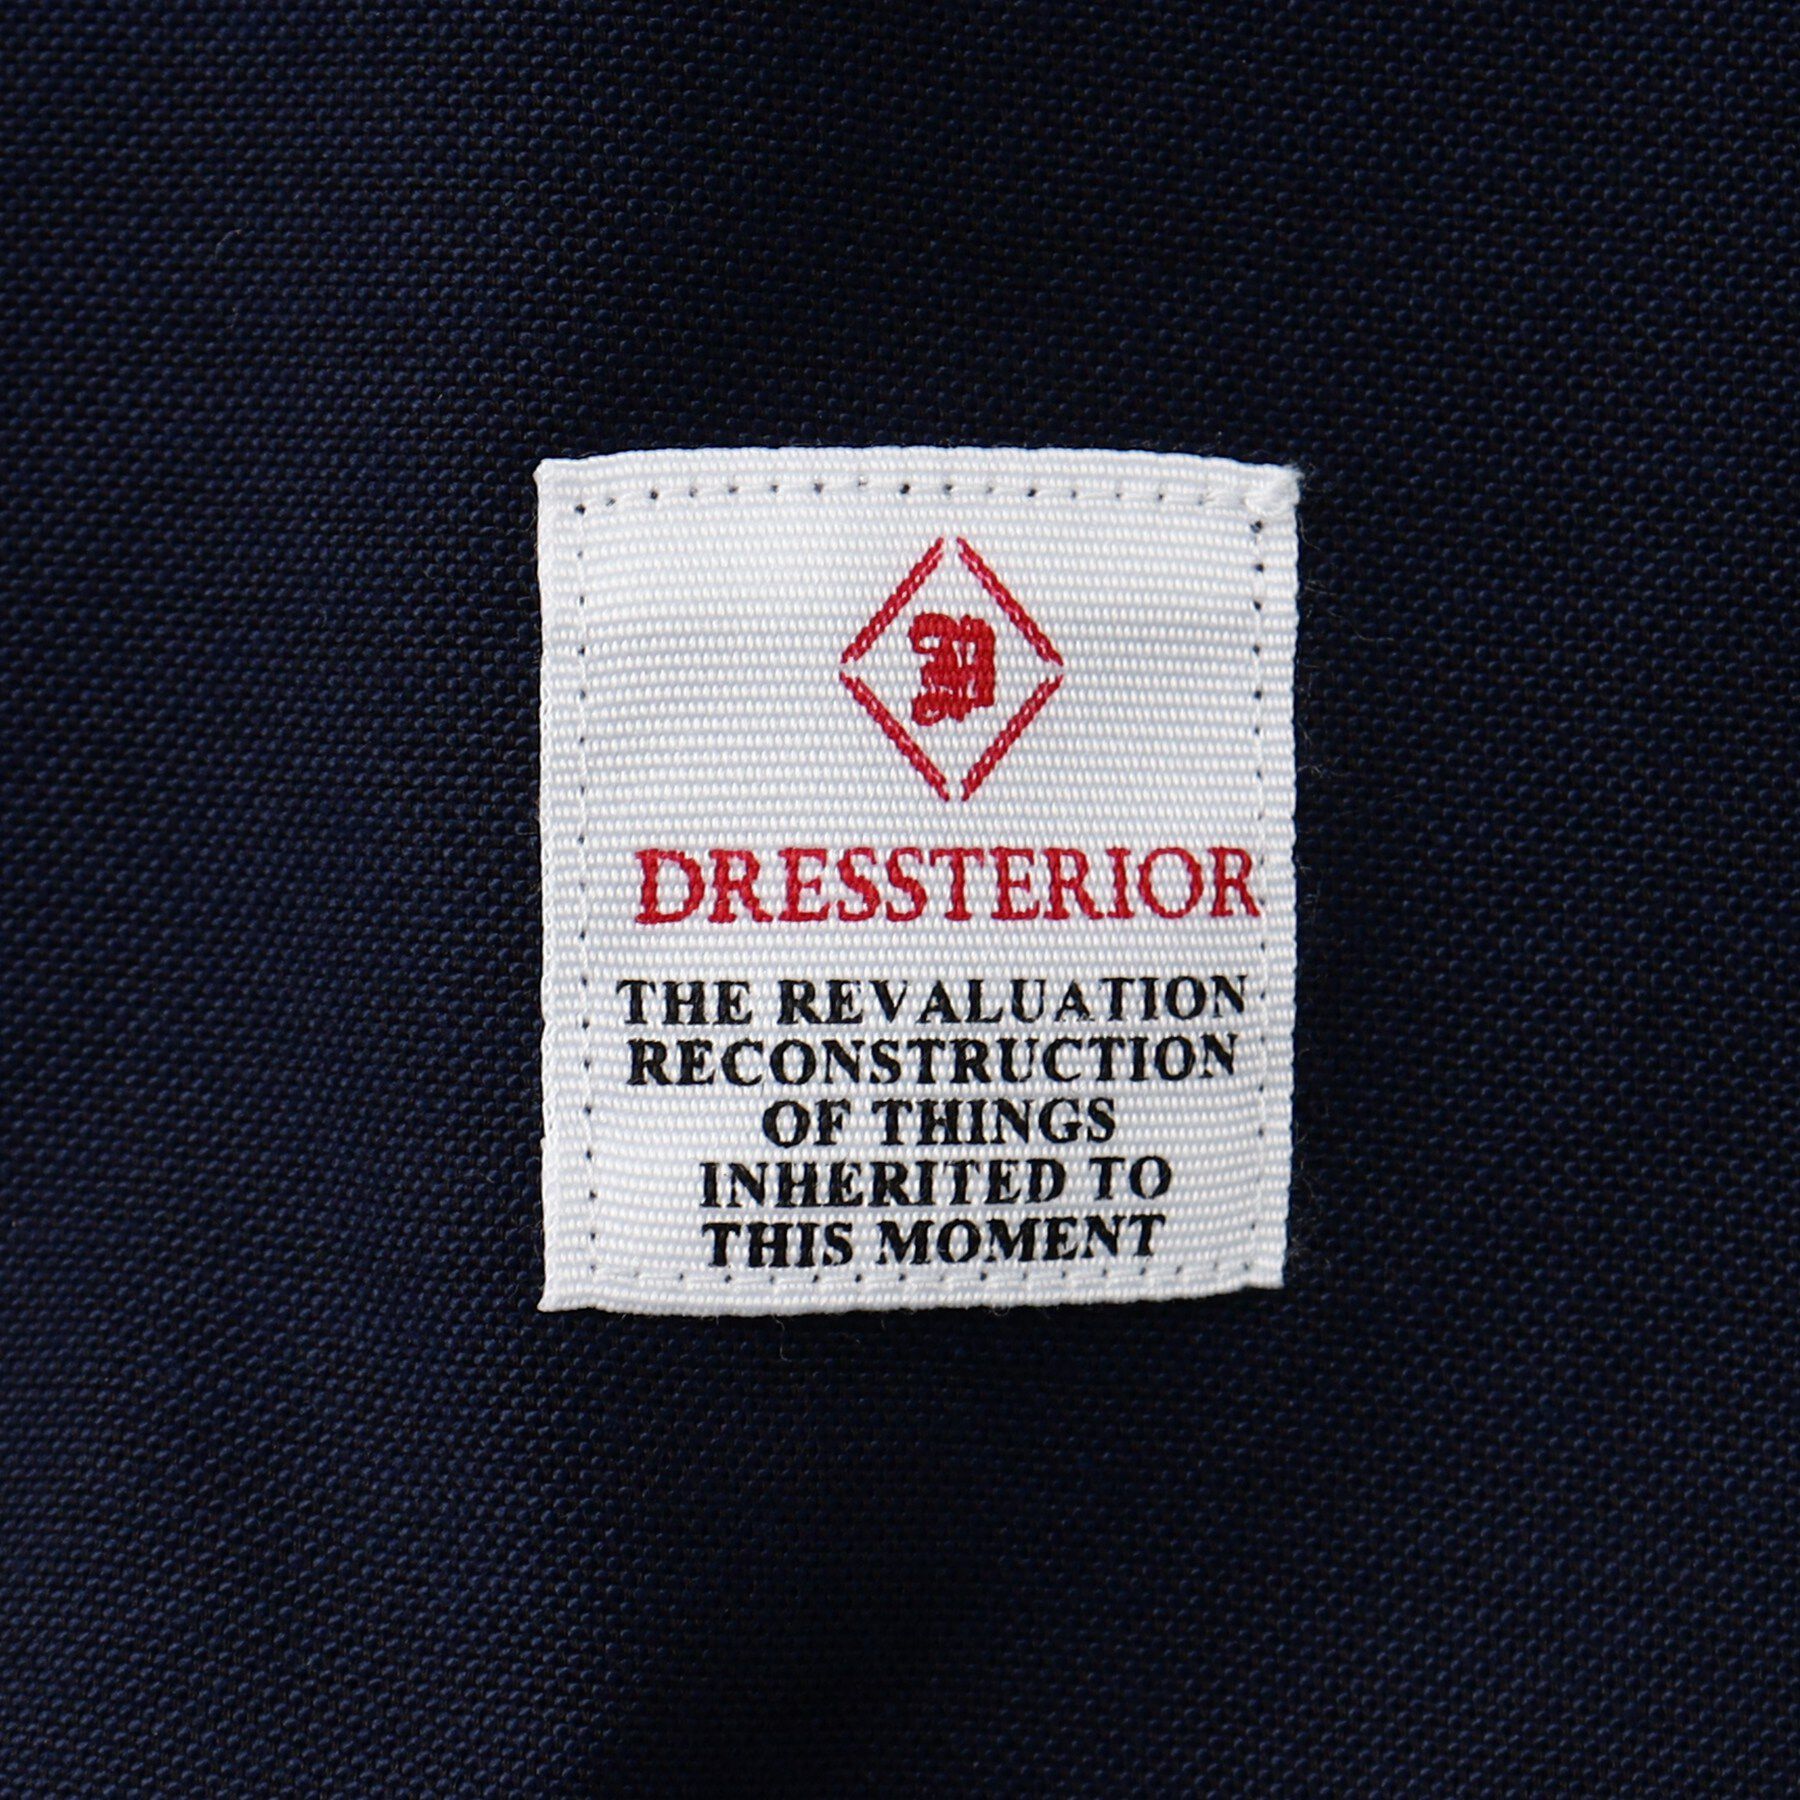 DRESSTERIOR
THE REVALUATION
RECONSTRUCTION
OF THINGS
INHERITED TO
THIS MOMENT